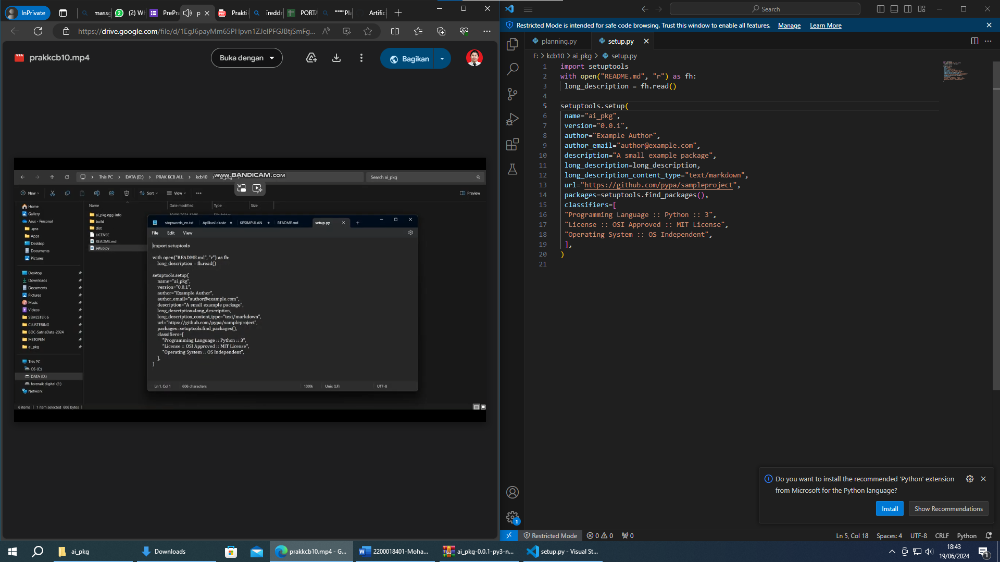 InPrivate
mass
(2) W
PrePr
p
Prakti
ireddr
PORTA
""""Pla
Artific
https://drive.google.com/file/d/1EgJ6payMm65PHpvn1ZJeIPFGJBtjSmFg...
prakkcb10.mp4
Buka dengan
Bagikan
www.BANDICAM.com
This PC > DATA (D:) > PRAK KCB ALL > kcb10 >
Search ai_pkg
New
Sort
View
Preview
Name
Date modified
Type
Size
Home
Gallery
Asus - Personal
.spss
Apps
Desktop
Documents
Pictures
Desktop
Downloads
Documents
Pictures
Music
Videos
SEMESTER 6
CLUSTERING
BDC-SatriaData-2024
METOPEN
ai_pkg
This PC
OS (C:)
DATA (D:)
forensik digital (E:)
Network
ai_pkg.egg-info
build
dist
LICENSE
README.md
setup.py
stopwords_en.txt
Aplikasi cluste
KESIMPULAN
README.md
setup.py
File
Edit
View
import setuptools
with open("README.md", "r") as fh:
long_description = fh.read()
setuptools.setup(
name="ai_pkg",
version="0.0.1",
author="Example Author",
author_email="author@example.com",
description="A small example package",
long_description=long_description,
long_description_content_type="text/markdown",
url="https://github.com/pypa/sampleproject",
packages=setuptools.find_packages(),
classifiers=[
"Programming Language :: Python :: 3",
"License :: OSI Approved :: MIT License",
"Operating System :: OS Independent",
],
)
Ln 1, Col 1
606 characters
100%
Unix (LF)
UTF-8
6 items | 1 item selected 606 bytes |
Search
Restricted Mode is intended for safe code browsing. Trust this window to enable all features. Manage Learn More
planning.py
setup.py
F: > kcb10 > ai_pkg > setup.py
1 import setuptools
2 with open("README.md", "r") as fh:
3 long_description = fh.read()
4
5 setuptools.setup(
6 name="ai_pkg",
7 version="0.0.1",
8 author="Example Author",
9 author_email="author@example.com",
10 description="A small example package",
11 long_description=long_description,
12 long_description_content_type="text/markdown",
13 url="https://github.com/pypa/sampleproject",
14 packages=setuptools.find_packages(),
15 classifiers=[
16 "Programming Language :: Python :: 3",
17 "License :: OSI Approved :: MIT License",
18 "Operating System :: OS Independent",
19 ],
20 )
21
Do you want to install the recommended 'Python' extension
from Microsoft for the Python language?
Install
Show Recommendations
1
Restricted Mode
0
0
0
Ln 5, Col 18
Spaces: 4
UTF-8
CRLF
Python
ai_pkg
Downloads
prakkcb10.mp4 - G...
2200018401-Moha...
ai_pkg-0.0.1-py3-n...
setup.py - Visual St...
18:43
19/06/2024
1